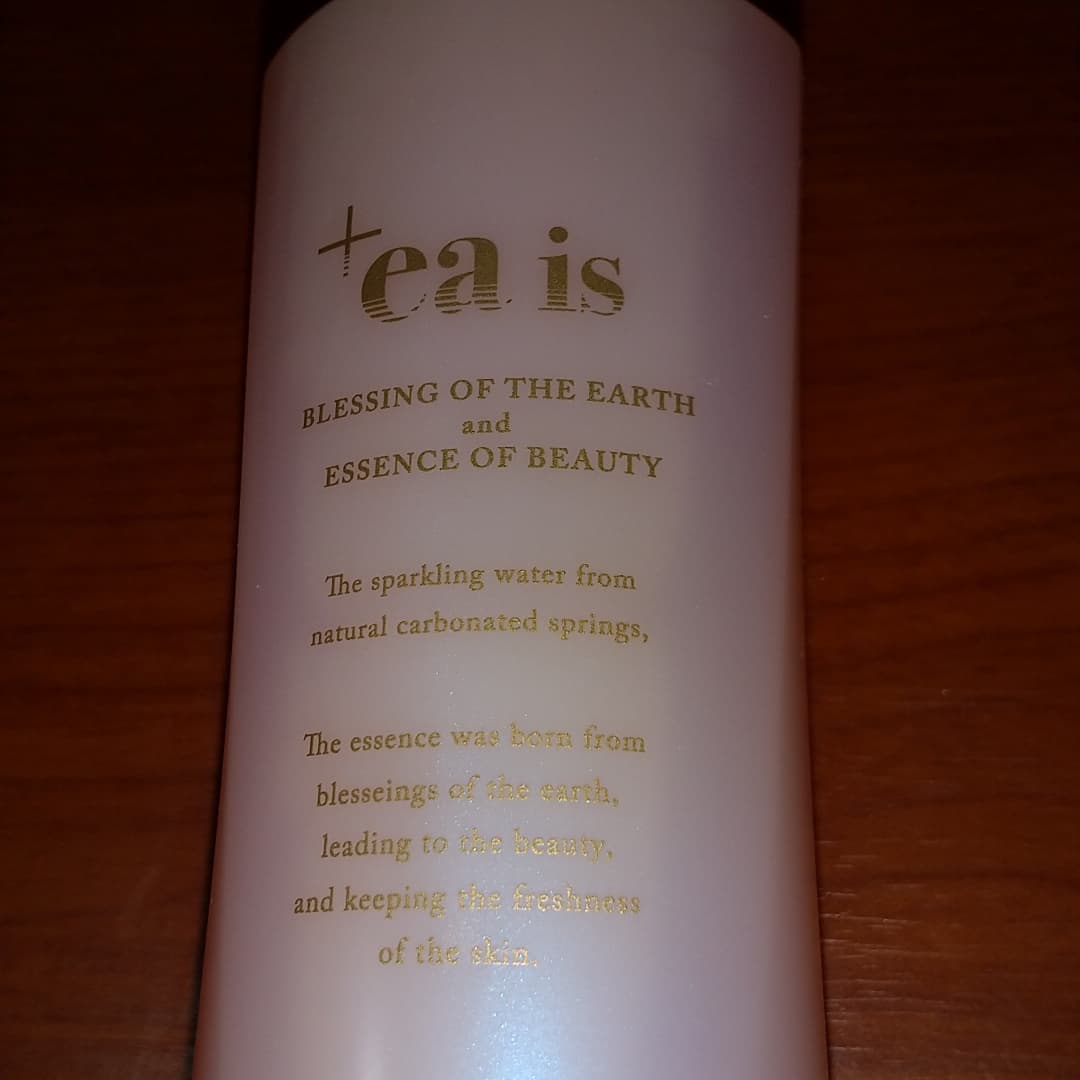 tea is
BLESSING OF THE EARTH
and
ESSENCE OF BEAUTY
The sparkling water from
natural carbonated springs,
The essence was born from
blesseings of the earth,
leading to the beauty,
and keeping the freshness
of the skin.